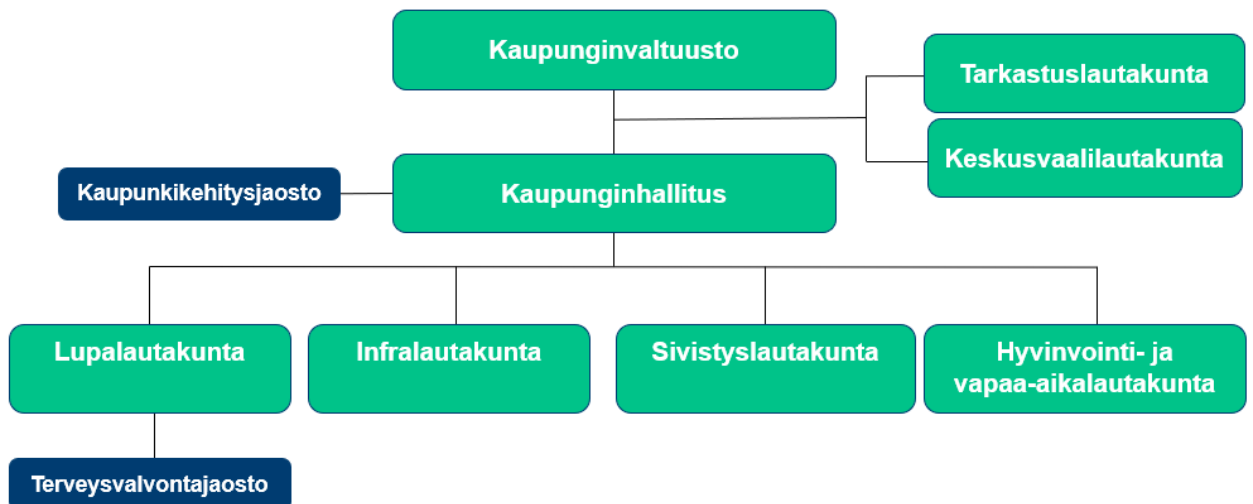 Kaupunginvaltuusto
Tarkastuslautakunta
Keskusvaalilautakunta
Kaupunkikehitysjaosto
Kaupunginhallitus
Lupalautakunta
Infralautakunta
Sivistyslautakunta
Hyvinvointi- ja
vapaa-aikalautakunta
Terveysvalvontajaosto